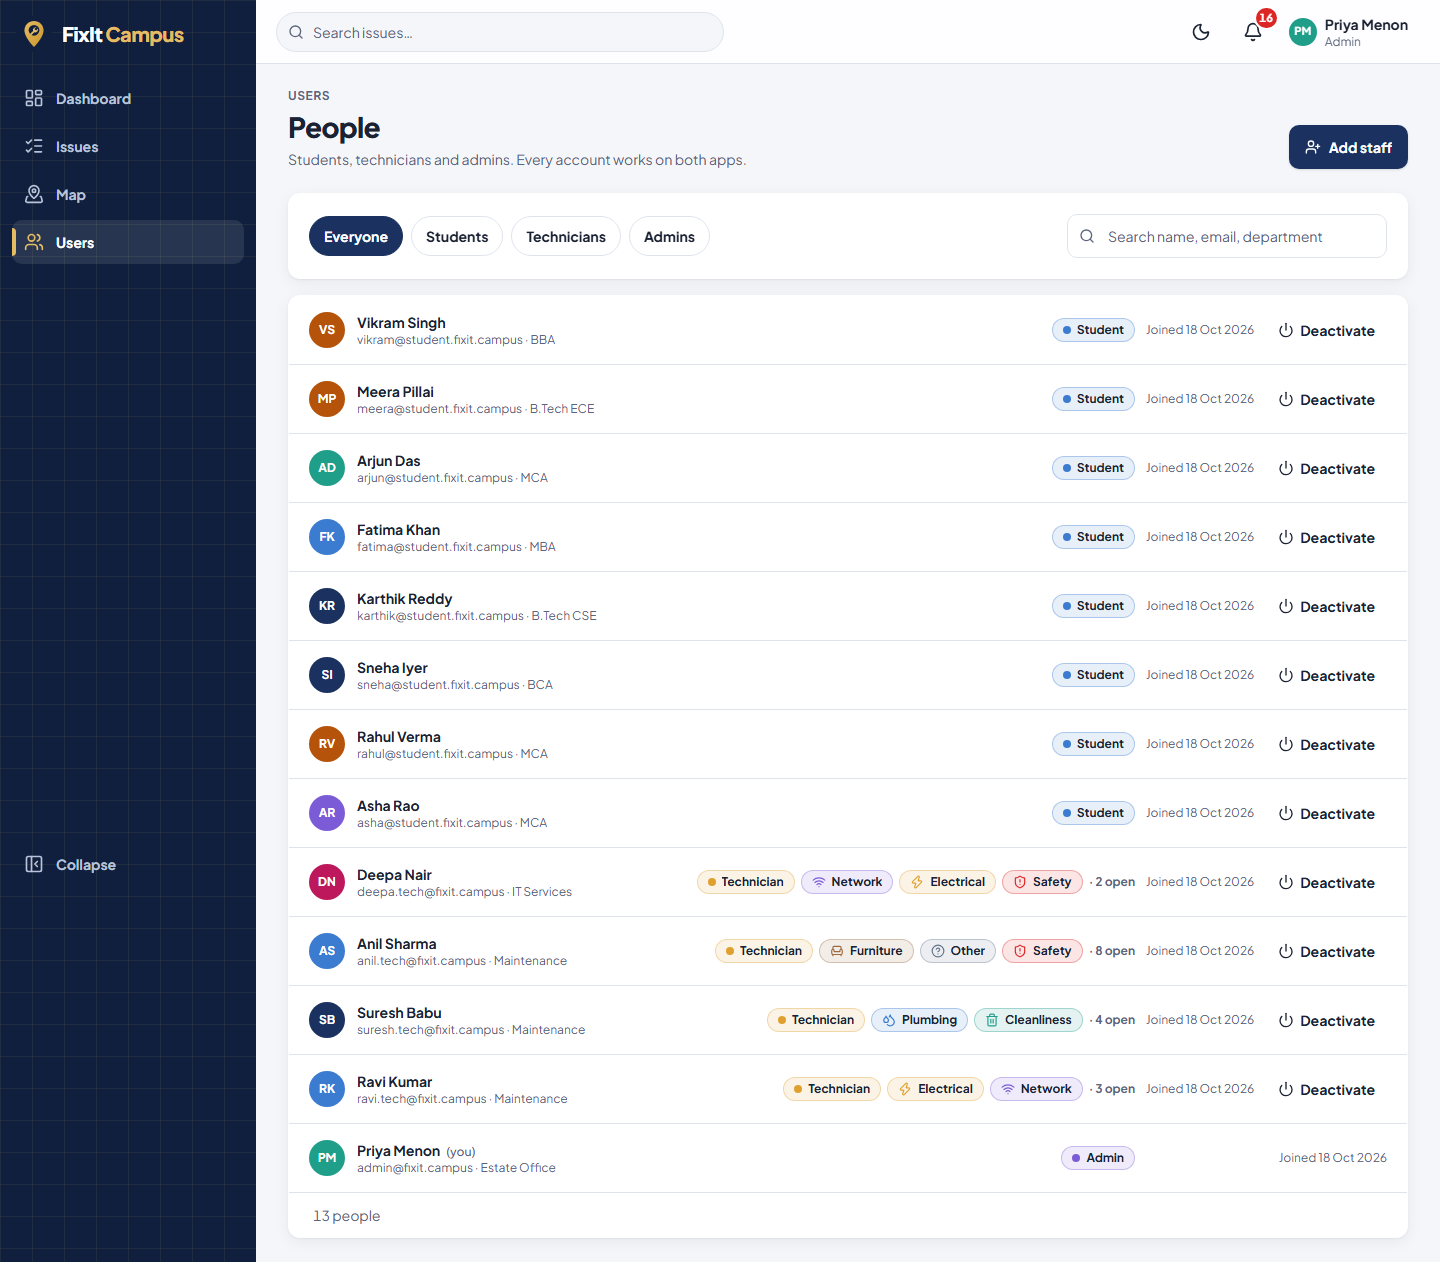 FixIt Campus
Search issues...
16
PM
Priya Menon
Admin
Dashboard
Issues
Map
Users
Collapse
USERS
People
Students, technicians and admins. Every account works on both apps.
Add staff
Everyone
Students
Technicians
Admins
Search name, email, department
VS Vikram Singh Student Joined 18 Oct 2026 Deactivate
vikram@student.fixit.campus · BBA
MP Meera Pillai Student Joined 18 Oct 2026 Deactivate
meera@student.fixit.campus · B.Tech ECE
AD Arjun Das Student Joined 18 Oct 2026 Deactivate
arjun@student.fixit.campus · MCA
FK Fatima Khan Student Joined 18 Oct 2026 Deactivate
fatima@student.fixit.campus · MBA
KR Karthik Reddy Student Joined 18 Oct 2026 Deactivate
karthik@student.fixit.campus · B.Tech CSE
SI Sneha Iyer Student Joined 18 Oct 2026 Deactivate
sneha@student.fixit.campus · BCA
RV Rahul Verma Student Joined 18 Oct 2026 Deactivate
rahul@student.fixit.campus · MCA
AR Asha Rao Student Joined 18 Oct 2026 Deactivate
asha@student.fixit.campus · MCA
DN Deepa Nair Technician Network Electrical Safety · 2 open Joined 18 Oct 2026 Deactivate
deepa.tech@fixit.campus · IT Services
AS Anil Sharma Technician Furniture Other Safety · 8 open Joined 18 Oct 2026 Deactivate
anil.tech@fixit.campus · Maintenance
SB Suresh Babu Technician Plumbing Cleanliness · 4 open Joined 18 Oct 2026 Deactivate
suresh.tech@fixit.campus · Maintenance
RK Ravi Kumar Technician Electrical Network · 3 open Joined 18 Oct 2026 Deactivate
ravi.tech@fixit.campus · Maintenance
PM Priya Menon (you) Admin Joined 18 Oct 2026
admin@fixit.campus · Estate Office
13 people